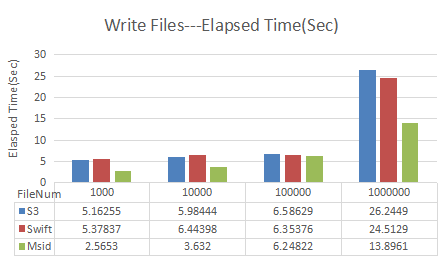 Write Files---Elapsed Time(Sec)
Elasped Time(Sec)
30
25
20
15
10
5
0
FileNum 1000 10000 100000 1000000
S3 5.16255 5.98444 6.58629 26.2449
Swift 5.37837 6.44398 6.35376 24.5129
Msid 2.5653 3.632 6.24822 13.8961